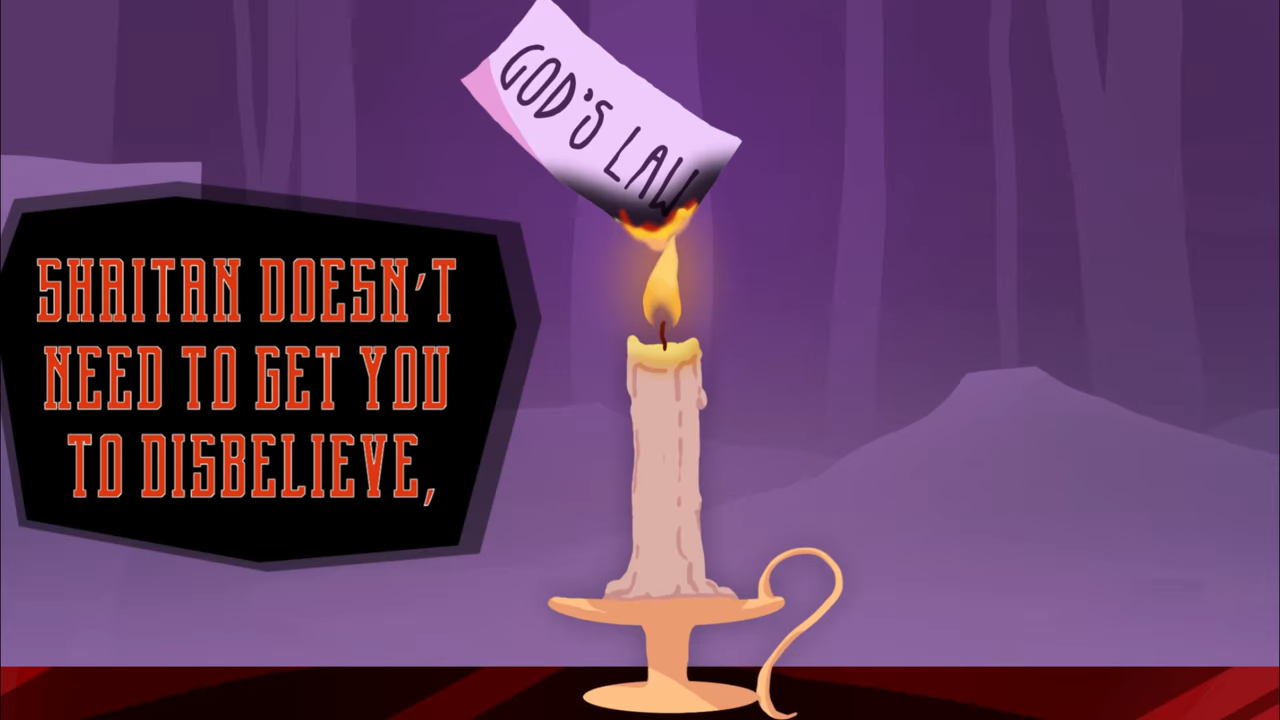 GOD'S LAW
SHAITAN DOESN'T
NEED TO GET YOU
TO DISBELIEVE,